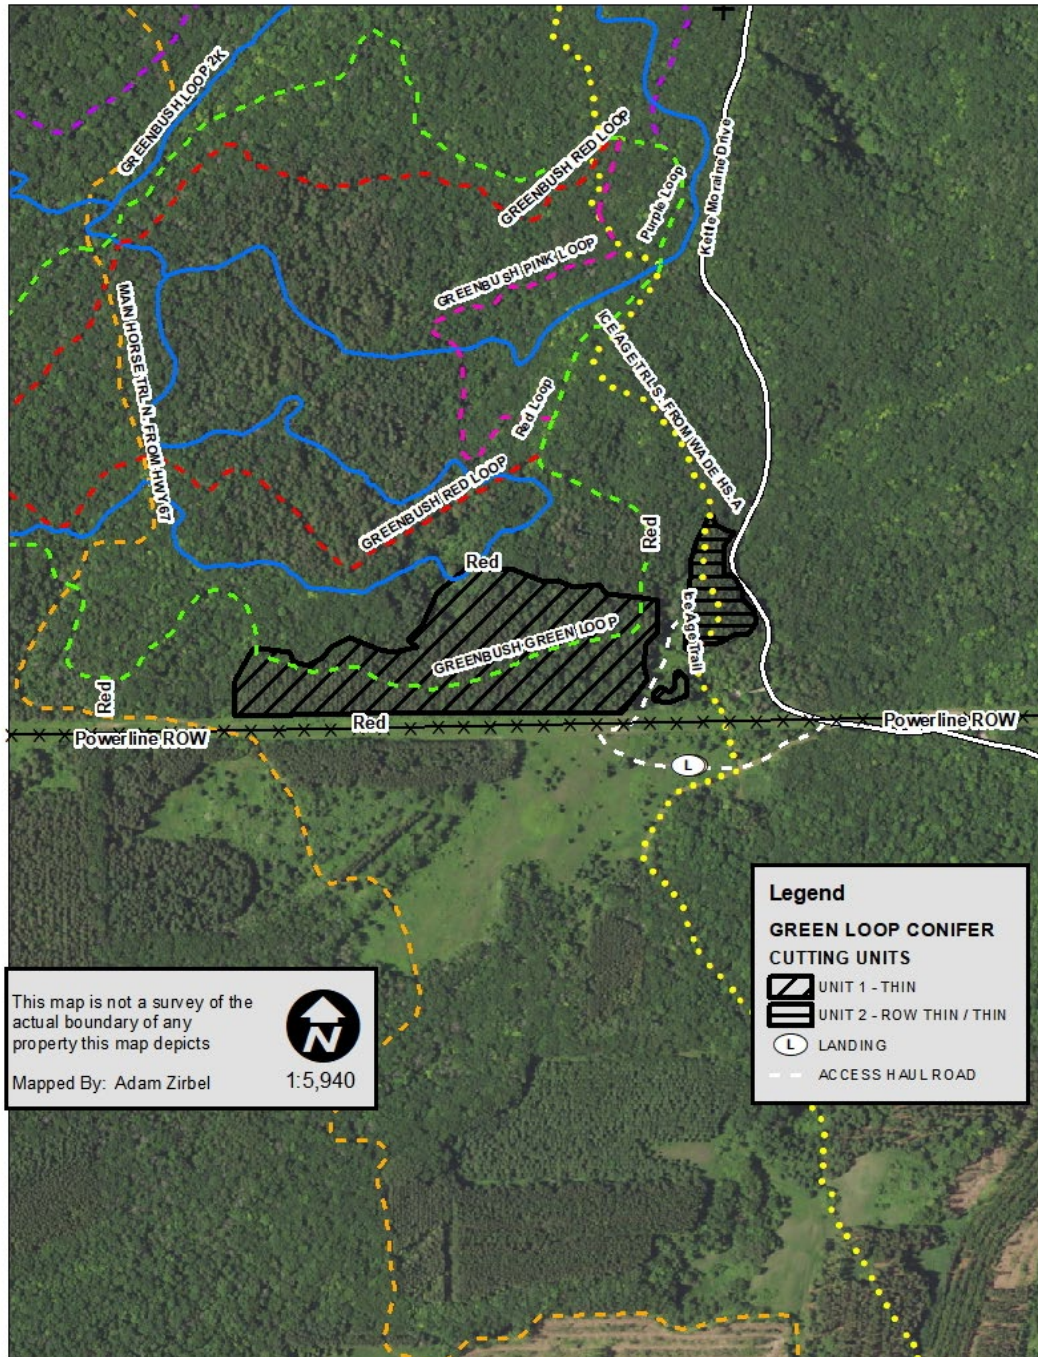 GREENBUSH LOOP 2K
GREENBUSH RED LOOP
Purple Loop
Kettle Moraine Drive
GREENBUSH PINK LOOP
MAIN HORSE TRL N. FROM HWY 67
ICE AGE TRL S. FROM WADE HS. A
Red Loop
GREENBUSH RED LOOP
Red
Red
Ice Age Trail
GREENBUSH GREEN LOOP
Red
Red
Powerline ROW
Powerline ROW
L
Legend
GREEN LOOP CONIFER
CUTTING UNITS
UNIT 1 - THIN
UNIT 2 - ROW THIN / THIN
L LANDING
ACCESS HAUL ROAD
This map is not a survey of the
actual boundary of any
property this map depicts
Mapped By: Adam Zirbel
N
1:5,940